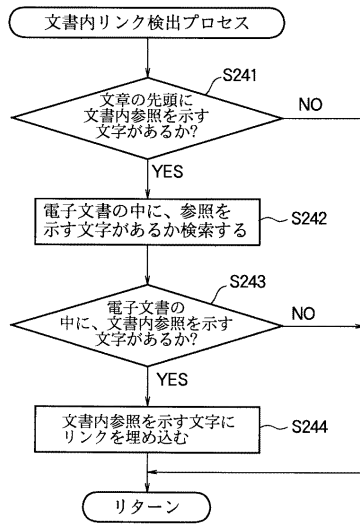 文書内リンク検出プロセス
S241
文章の先頭に
文書内参照を示す
文字があるか?
NO
YES
電子文書の中に、参照を
示す文字があるか検索する
S242
S243
電子文書の
中に、文書内参照を示す
文字があるか?
NO
YES
文書内参照を示す文字に
リンクを埋め込む
S244
リターン